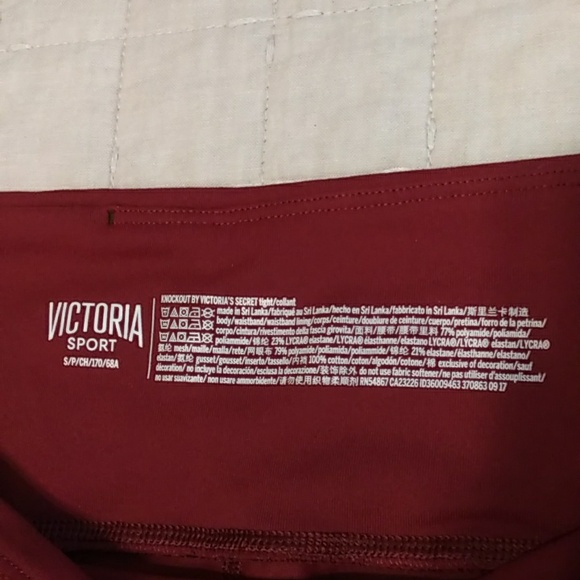 VICTORIA
SPORT
S/P/CH/170/68A
KNOCKOUT BY VICTORIA'S SECRET tight/collant
made in Sri Lanka/fabriqué au Sri Lanka/hecho en Sri Lanka/fabbricato in Sri Lanka/斯里兰卡制造
body/waistband/waistband lining/corps/ceinture/doublure de ceinture/cuerpo/pretina/forro de la petrina/
corpo/cintura/rivestimento della fascia girovita/面料/腰带/腰带里料 77% polyamide/poliamida/
poliammide/锦纶 23% LYCRA® elastane/élasthanne/elastano LYCRA®/LYCRA® elastan/LYCRA®
氨纶 mesh/maille/malla/rete/网眼布 79% polyamide/poliamida/poliammide/锦纶 21% elastane/élasthanne/elastano/
elastan/氨纶 gusset/gousset/inserto/tassello/内裆 100% cotton/coton/algodón/cotone/棉 exclusive of decoration/sauf
décoration/ no incluye la decoración/esclusa la decorazione/装饰除外 do not use fabric softener/ne pas utiliser d'assouplissant/
no usar suavizante/ non usare ammorbidente/请勿使用织物柔顺剂 RN54867 CA23226 ID36009463 370863 09 17